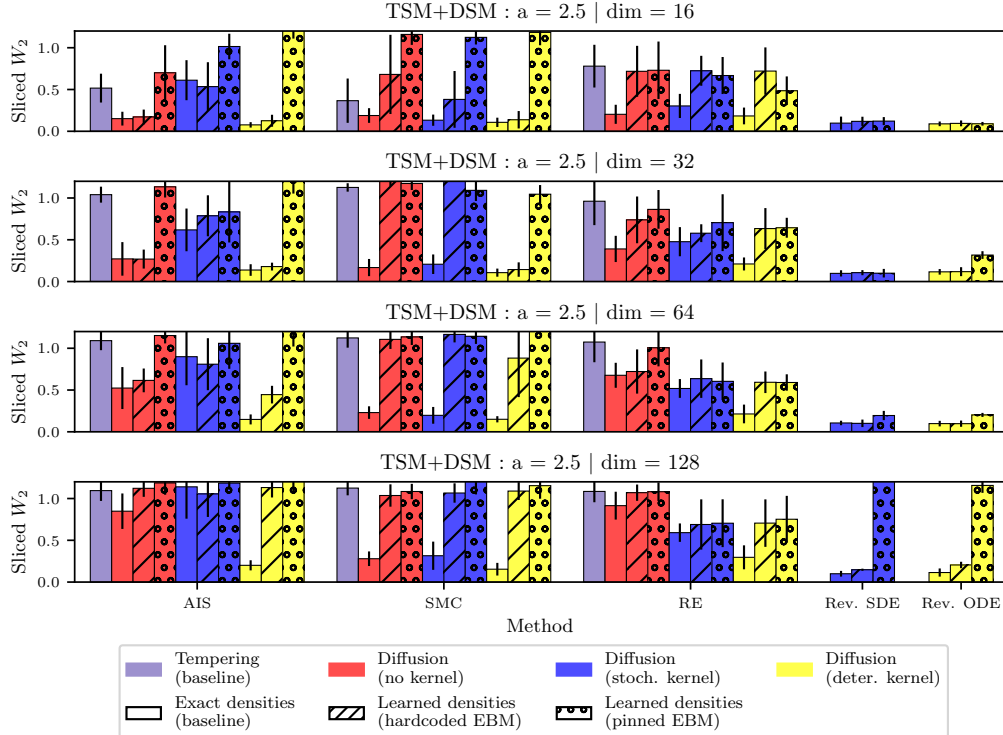 TSM+DSM : a = 2.5 | dim = 16
Sliced W2
1.0
0.5
0.0
TSM+DSM : a = 2.5 | dim = 32
Sliced W2
1.0
0.5
0.0
TSM+DSM : a = 2.5 | dim = 64
Sliced W2
1.0
0.5
0.0
TSM+DSM : a = 2.5 | dim = 128
Sliced W2
1.0
0.5
0.0
AIS SMC RE Rev. SDE Rev. ODE
Method
Tempering (baseline)
Diffusion (no kernel)
Diffusion (stoch. kernel)
Diffusion (deter. kernel)
Exact densities (baseline)
Learned densities (hardcoded EBM)
Learned densities (pinned EBM)